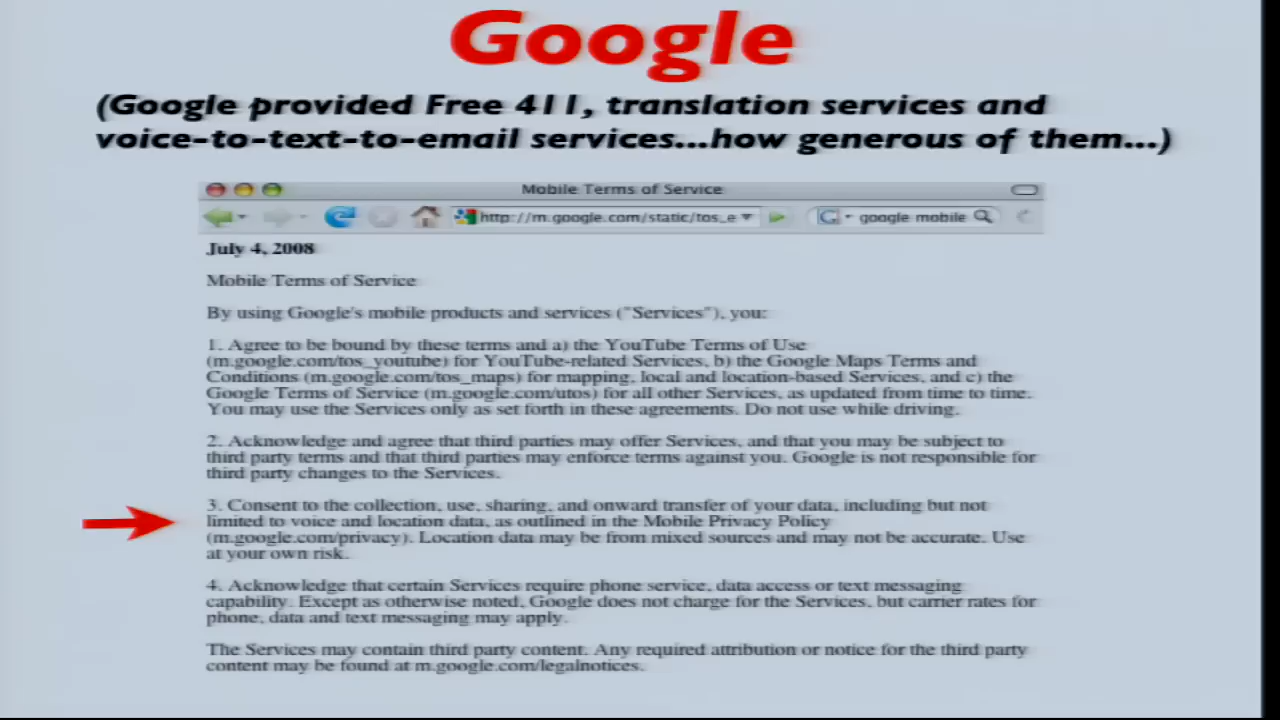 Google
(Google provided Free 411, translation services and
voice-to-text-to-email services...how generous of them...)
Mobile Terms of Service
http://m.google.com/static/tos_e
google mobile
July 4, 2008
Mobile Terms of Service
By using Google's mobile products and services ("Services"), you:
1. Agree to be bound by these terms and a) the YouTube Terms of Use
(m.google.com/tos_youtube) for YouTube-related Services, b) the Google Maps Terms and
Conditions (m.google.com/tos_maps) for mapping, local and location-based Services, and c) the
Google Terms of Service (m.google.com/utos) for all other Services, as updated from time to time.
You may use the Services only as set forth in these agreements. Do not use while driving.
2. Acknowledge and agree that third parties may offer Services, and that you may be subject to
third party terms and that third parties may enforce terms against you. Google is not responsible for
third party changes to the Services.
3. Consent to the collection, use, sharing, and onward transfer of your data, including but not
limited to voice and location data, as outlined in the Mobile Privacy Policy
(m.google.com/privacy). Location data may be from mixed sources and may not be accurate. Use
at your own risk.
4. Acknowledge that certain Services require phone service, data access or text messaging
capability. Except as otherwise noted, Google does not charge for the Services, but carrier rates for
phone, data and text messaging may apply.
The Services may contain third party content. Any required attribution or notice for the third party
content may be found at m.google.com/legalnotices.